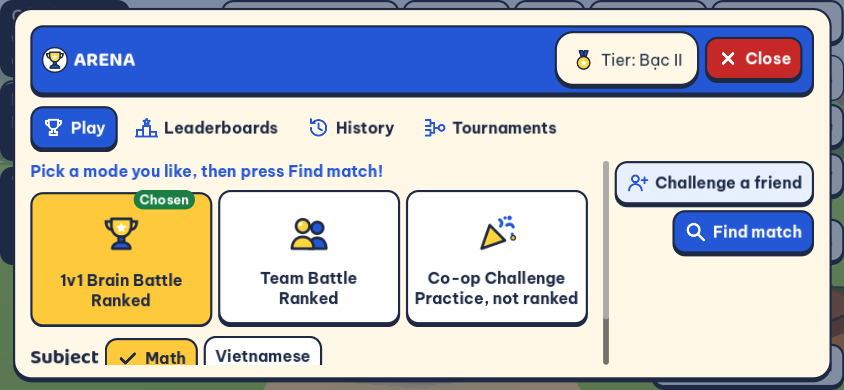 ARENA
Tier: Bạc II
Close
Play
Leaderboards
History
Tournaments
Pick a mode you like, then press Find match!
Chosen
1v1 Brain Battle
Ranked
Team Battle
Ranked
Co-op Challenge
Practice, not ranked
Challenge a friend
Find match
Subject
Math
Vietnamese